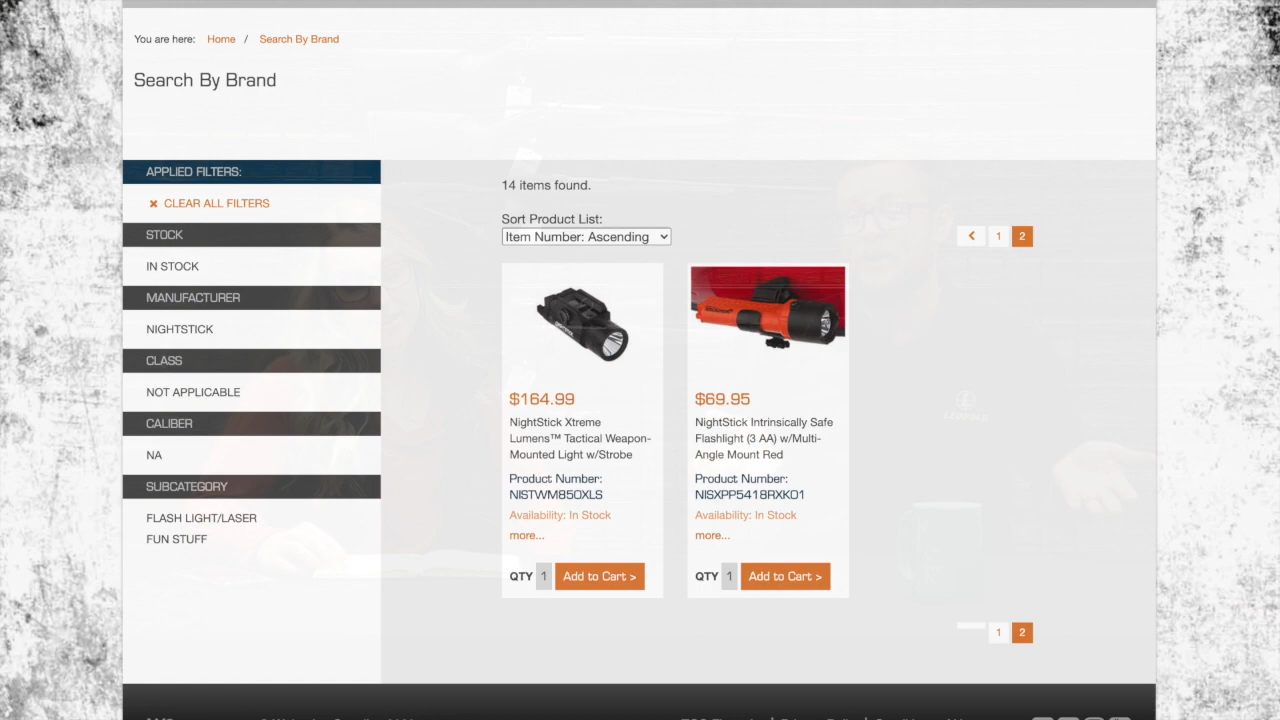 You are here: Home / Search By Brand
Search By Brand
APPLIED FILTERS:
✖ CLEAR ALL FILTERS
STOCK
IN STOCK
MANUFACTURER
NIGHTSTICK
CLASS
NOT APPLICABLE
CALIBER
NA
SUBCATEGORY
FLASH LIGHT/LASER
FUN STUFF
14 items found.
Sort Product List:
Item Number: Ascending
1 2
$164.99
NightStick Xtreme
Lumens™ Tactical Weapon-
Mounted Light w/Strobe
Product Number:
NISTWM850XLS
Availability: In Stock
more...
QTY 1 Add to Cart >
$69.95
NightStick Intrinsically Safe
Flashlight (3 AA) w/Multi-
Angle Mount Red
Product Number:
NISXPP5418RXK01
Availability: In Stock
more...
QTY 1 Add to Cart >
1 2